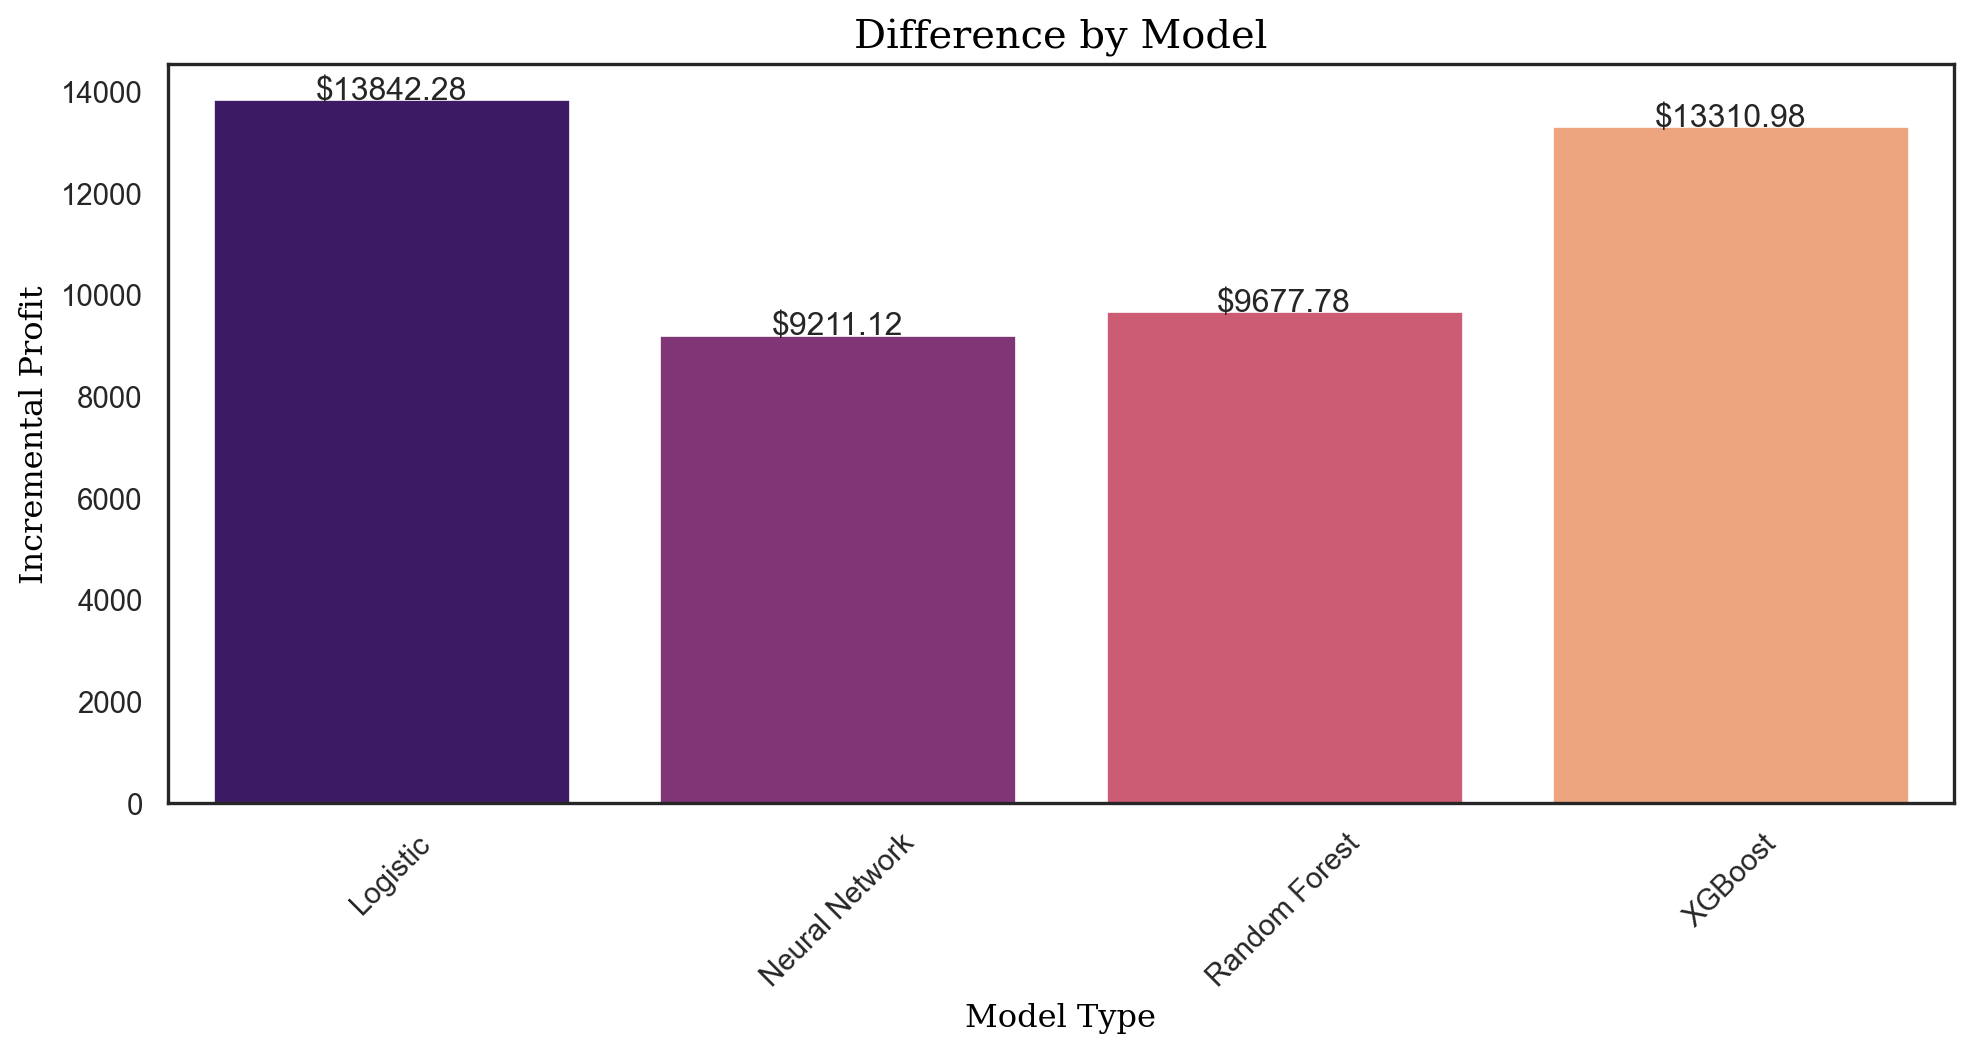 Difference by Model
Incremental Profit
14000
12000
10000
8000
6000
4000
2000
0
$13842.28
$9211.12
$9677.78
$13310.98
Logistic
Neural Network
Random Forest
XGBoost
Model Type